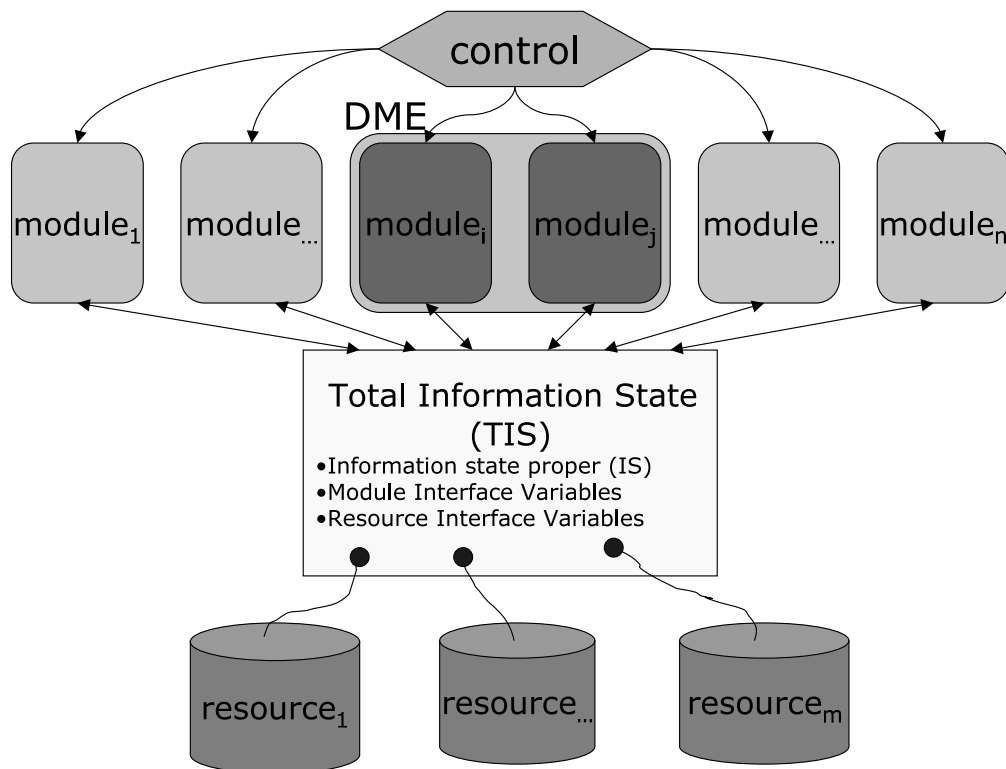 control
DME
module1
module...
modulei
modulej
module...
modulen
Total Information State
(TIS)
•Information state proper (IS)
•Module Interface Variables
•Resource Interface Variables
resource1
resource...
resourcem